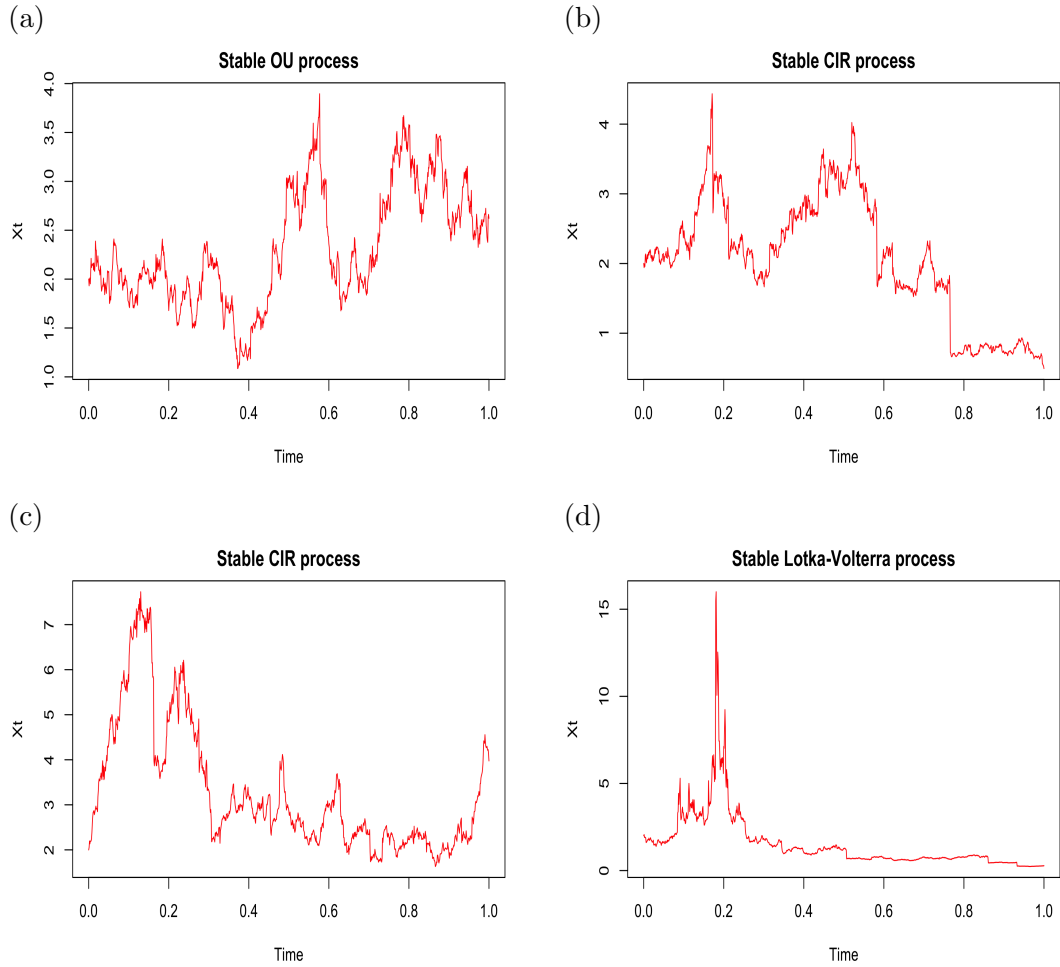 (a)
Stable OU process
Xt
4.0
3.5
3.0
2.5
2.0
1.5
1.0
0.0 0.2 0.4 0.6 0.8 1.0
Time
(b)
Stable CIR process
Xt
4
3
2
1
0.0 0.2 0.4 0.6 0.8 1.0
Time
(c)
Stable CIR process
Xt
7
6
5
4
3
2
0.0 0.2 0.4 0.6 0.8 1.0
Time
(d)
Stable Lotka-Volterra process
Xt
15
10
5
0
0.0 0.2 0.4 0.6 0.8 1.0
Time